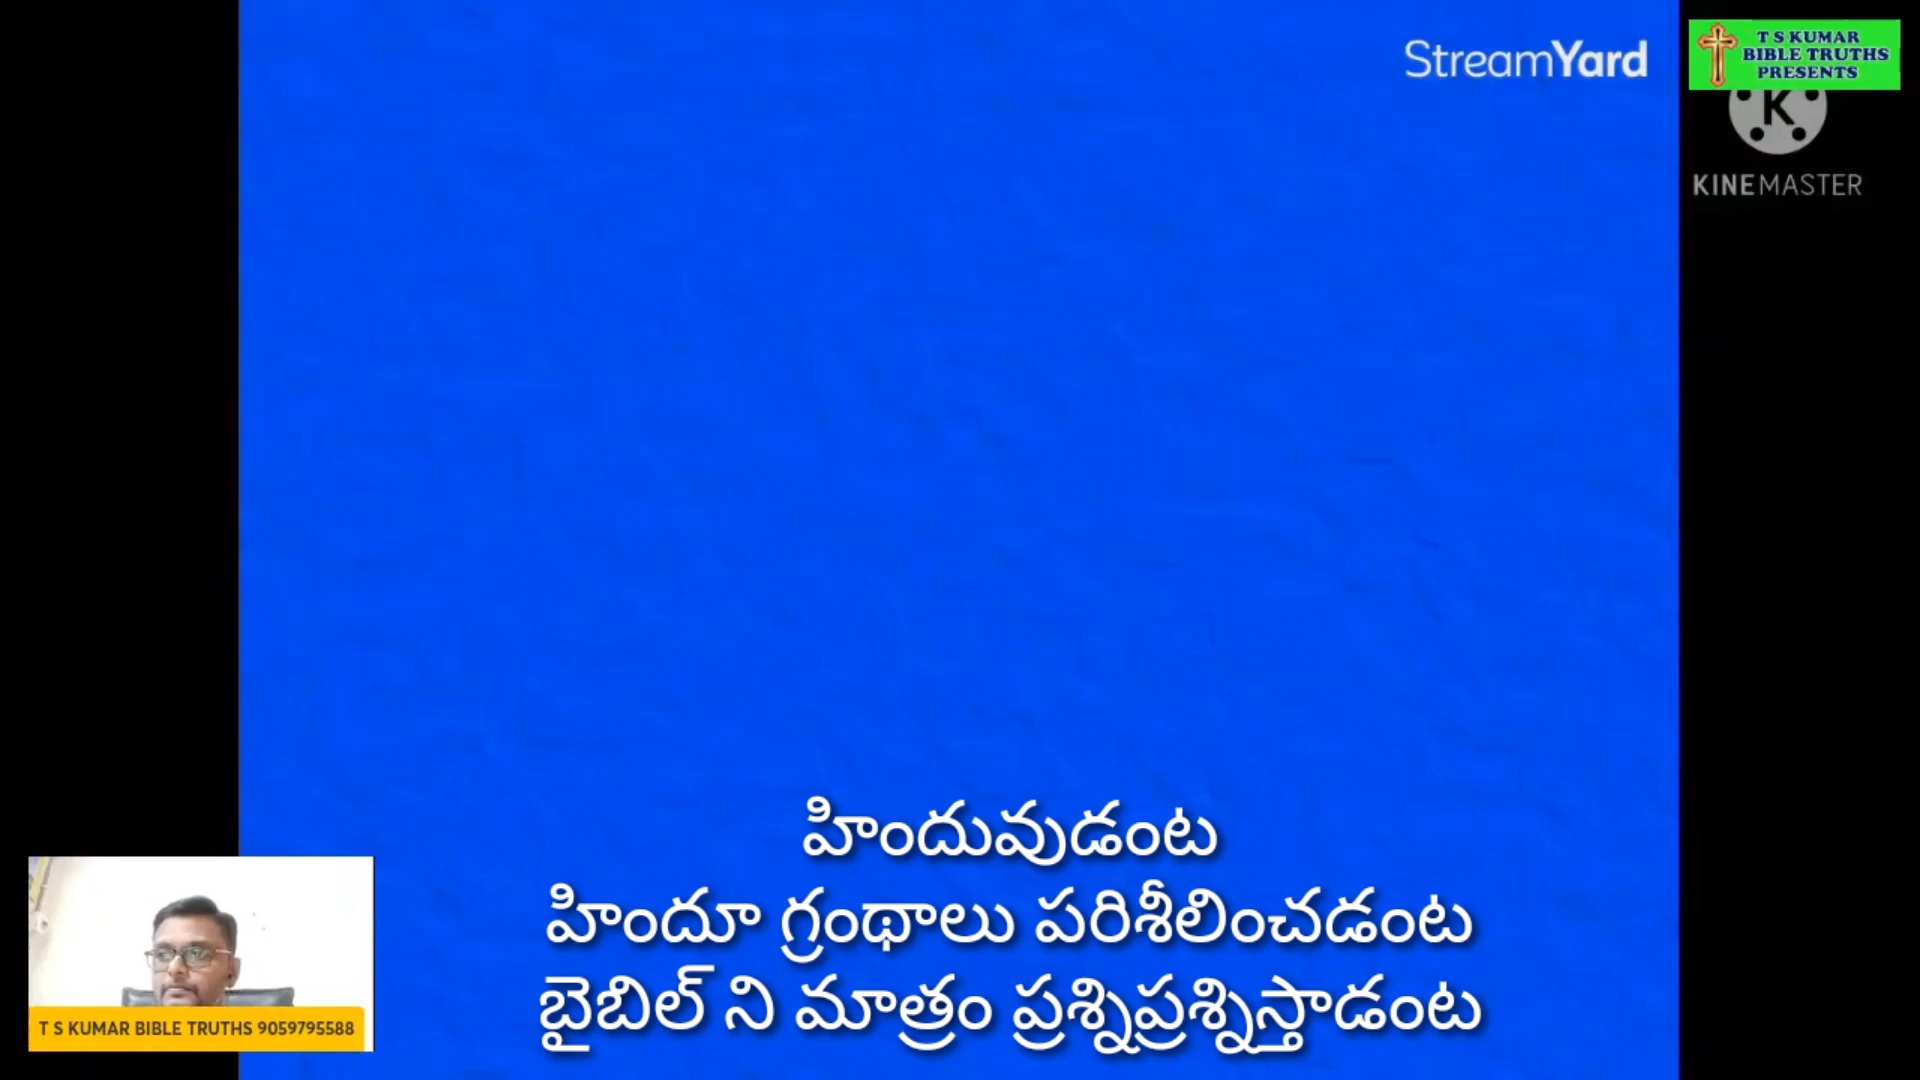 StreamYard
T S KUMAR
BIBLE TRUTHS
PRESENTS
K
KINEMASTER
హిందువుడంట
హిందూ గ్రంథాలు పరిశీలించడంట
బైబిల్ ని మాత్రం ప్రశ్నిప్రశ్నిస్తాడంట
T S KUMAR BIBLE TRUTHS 9059795588